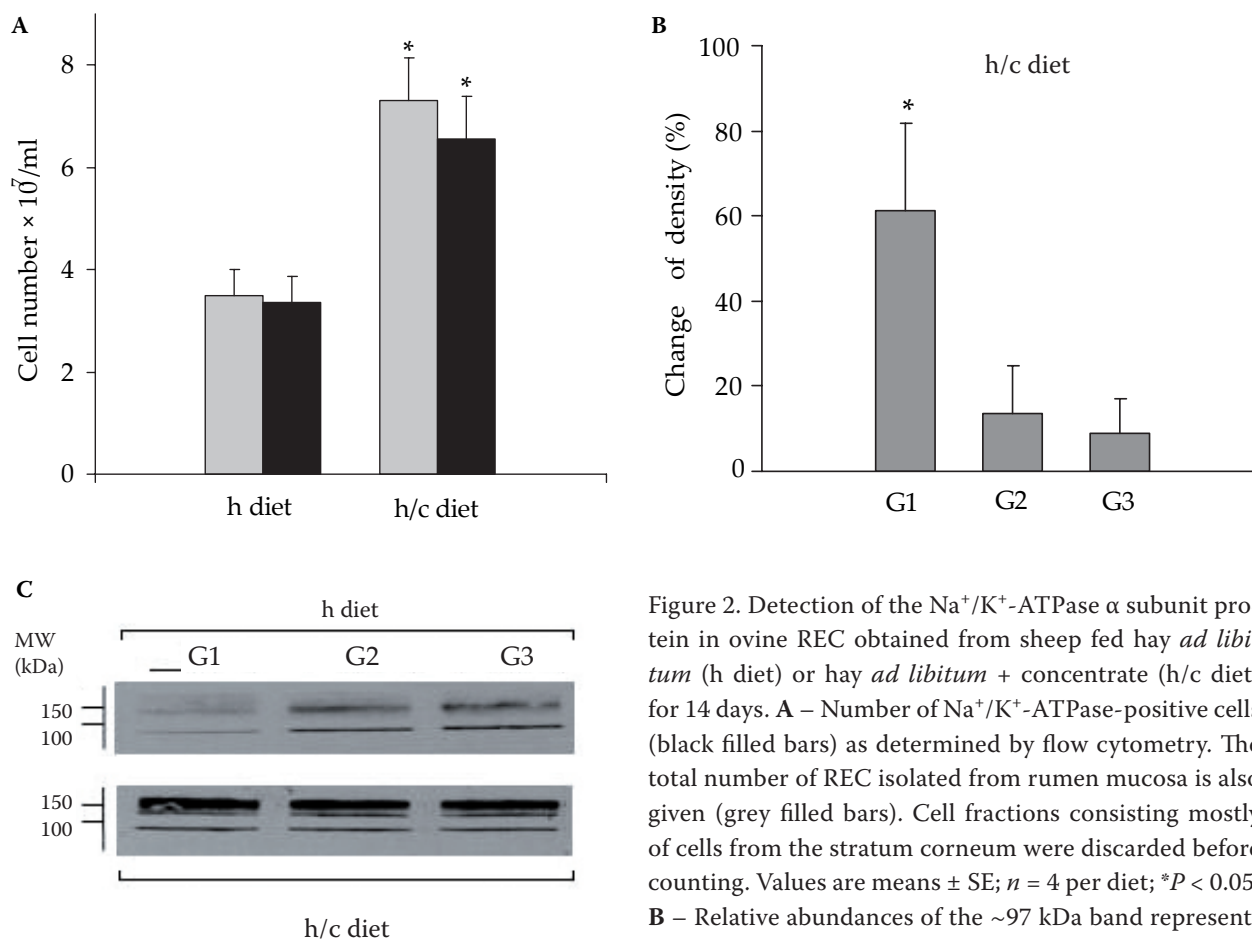 A
Cell number × 10⁷/ml
8
6
4
2
0
*
*
h diet
h/c diet
B
Change of density (%)
100
80
60
40
20
0
h/c diet
*
G1
G2
G3
C
h diet
MW
(kDa)
G1
G2
G3
150
100
150
100
h/c diet
Figure 2. Detection of the Na⁺/K⁺-ATPase α subunit pro
tein in ovine REC obtained from sheep fed hay ad libi
tum (h diet) or hay ad libitum + concentrate (h/c diet
for 14 days. A – Number of Na⁺/K⁺-ATPase-positive cells
(black filled bars) as determined by flow cytometry. The
total number of REC isolated from rumen mucosa is also
given (grey filled bars). Cell fractions consisting mostly
of cells from the stratum corneum were discarded before
counting. Values are means ± SE; n = 4 per diet; *P < 0.05
B – Relative abundances of the ~97 kDa band represent